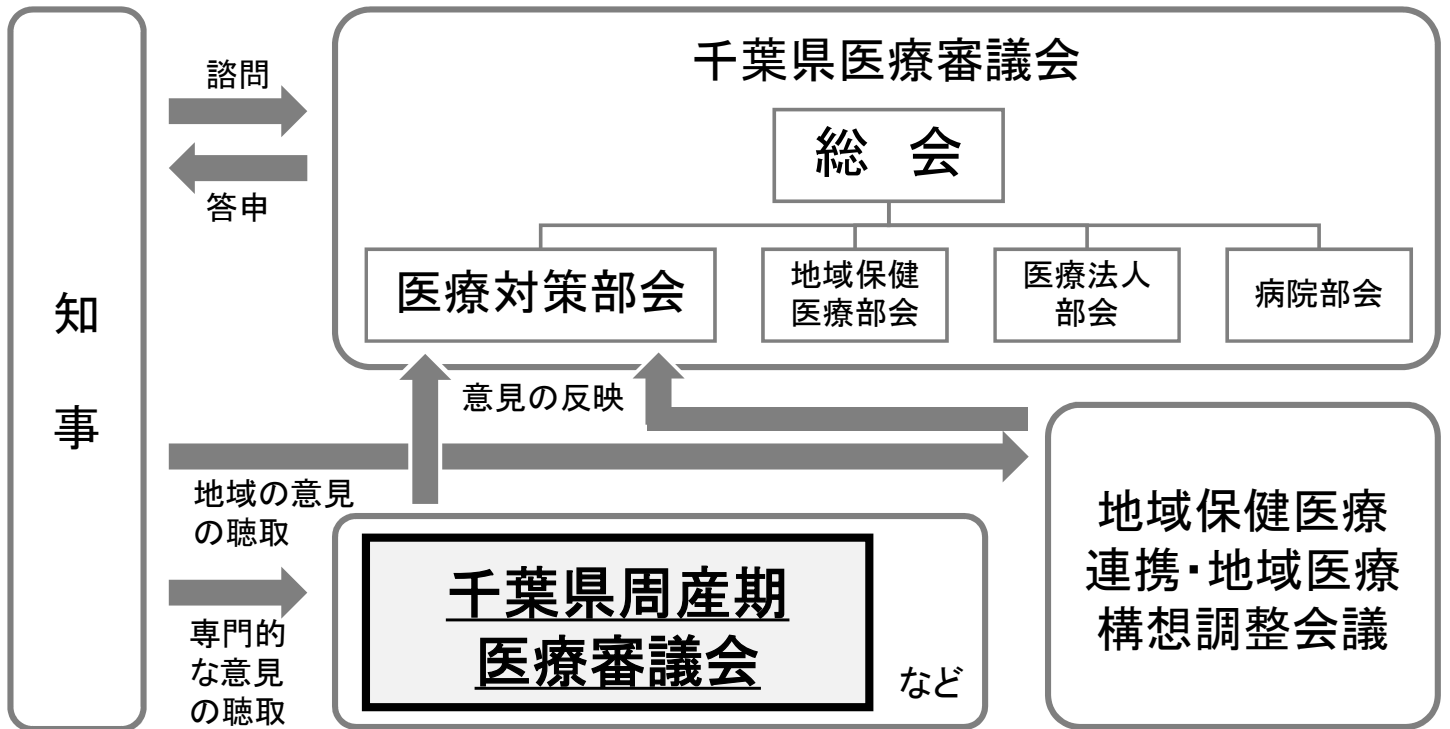 知
事
諮問
答申
千葉県医療審議会
総　会
医療対策部会
地域保健
医療部会
医療法人
部会
病院部会
意見の反映
地域の意見
の聴取
専門的
な意見
の聴取
千葉県周産期
医療審議会
など
地域保健医療
連携・地域医療
構想調整会議